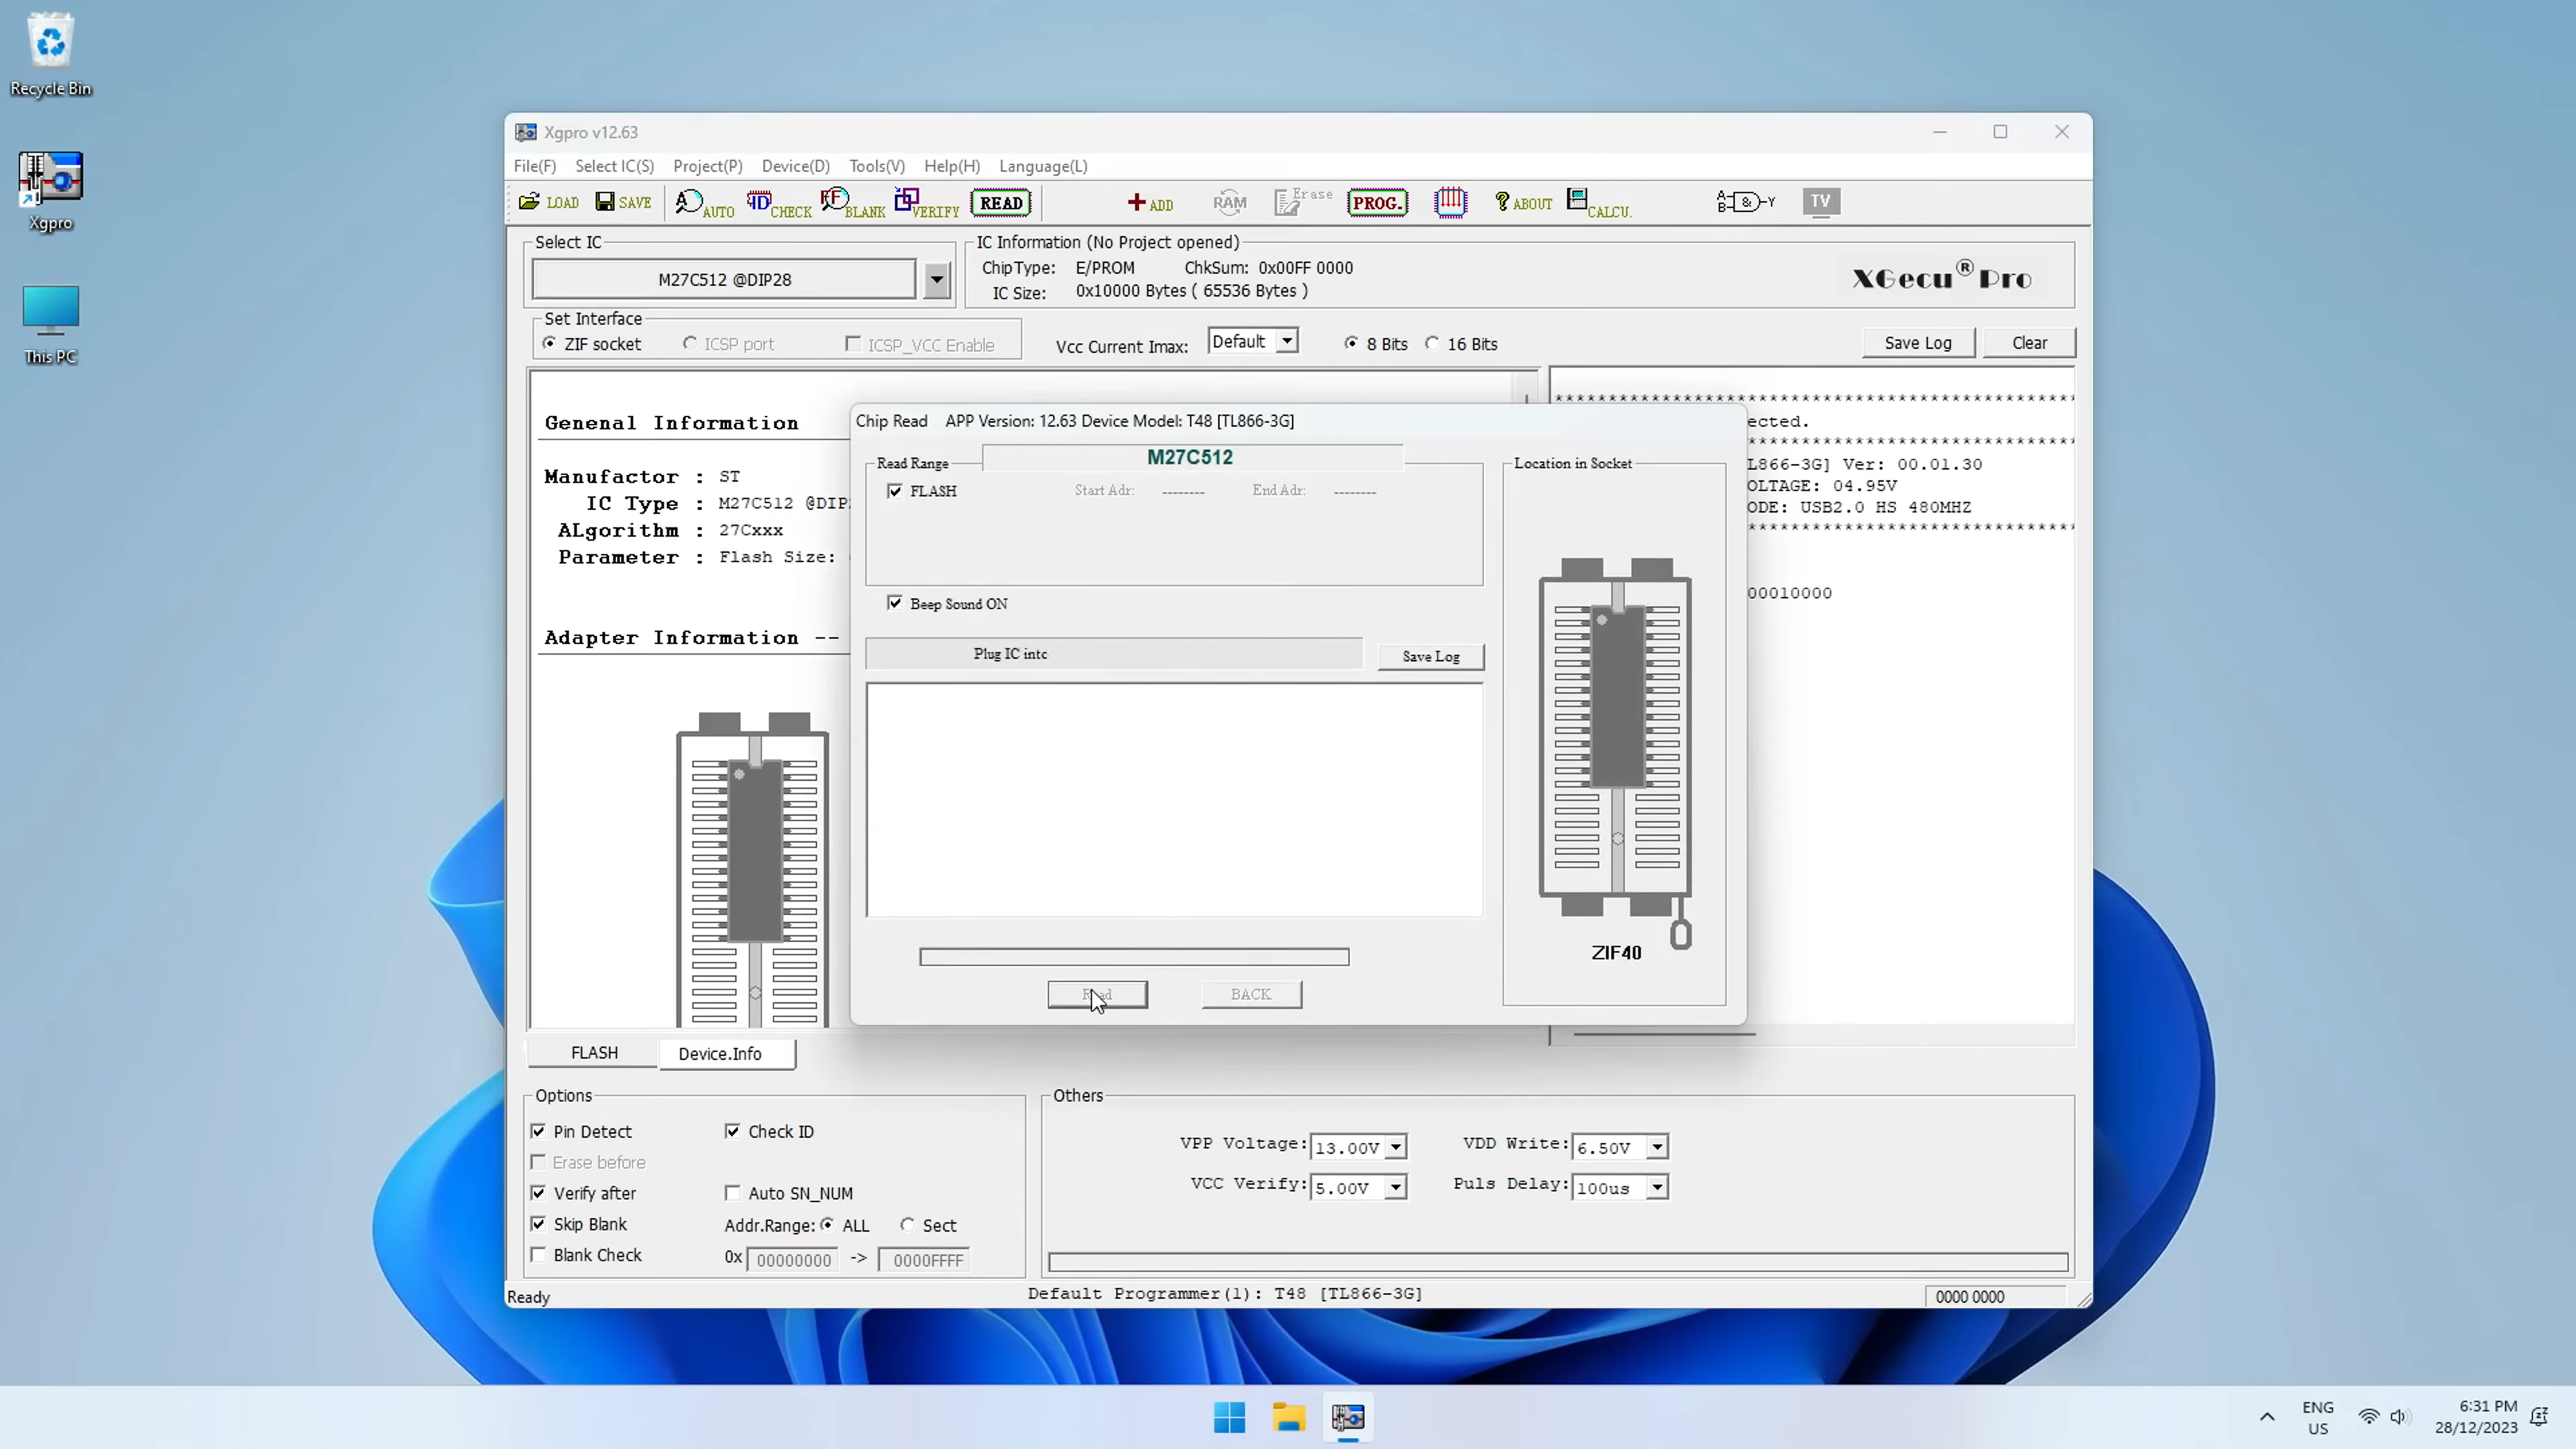 Recycle Bin
Xgpro
This PC
Xgpro v12.63
File(F) Select IC(S) Project(P) Device(D) Tools(V) Help(H) Language(L)
LOAD SAVE AUTO ID CHECK FF BLANK VERIFY READ ADD RAM Erase PROG. ? ABOUT CALCU. A B & Y TV
Select IC
M27C512 @DIP28
IC Information (No Project opened)
ChipType: E/PROM ChkSum: 0x00FF 0000
IC Size: 0x10000 Bytes ( 65536 Bytes )
XGecu® Pro
Set Interface
ZIF socket ICSP port ICSP_VCC Enable Vcc Current Imax: Default 8 Bits 16 Bits Save Log Clear
Genenal Information
Manufactor : ST
IC Type : M27C512 @DIP
ALgorithm : 27Cxxx
Parameter : Flash Size:
Adapter Information --
Chip Read APP Version: 12.63 Device Model: T48 [TL866-3G]
Read Range M27C512
FLASH Start Adr: -------- End Adr: --------
Beep Sound ON
Plug IC intc
Save Log
Read BACK
Location in Socket
ZIF40
****************************************
ected.
****************************************
L866-3G] Ver: 00.01.30
OLTAGE: 04.95V
ODE: USB2.0 HS 480MHZ
****************************************
00010000
FLASH Device.Info
Options
Pin Detect Check ID
Erase before
Verify after Auto SN_NUM
Skip Blank Addr.Range: ALL Sect
Blank Check 0x 00000000 -> 0000FFFF
Others
VPP Voltage: 13.00V VDD Write: 6.50V
VCC Verify: 5.00V Puls Delay: 100us
Ready Default Programmer(1): T48 [TL866-3G] 0000 0000
ENG
US
6:31 PM
28/12/2023